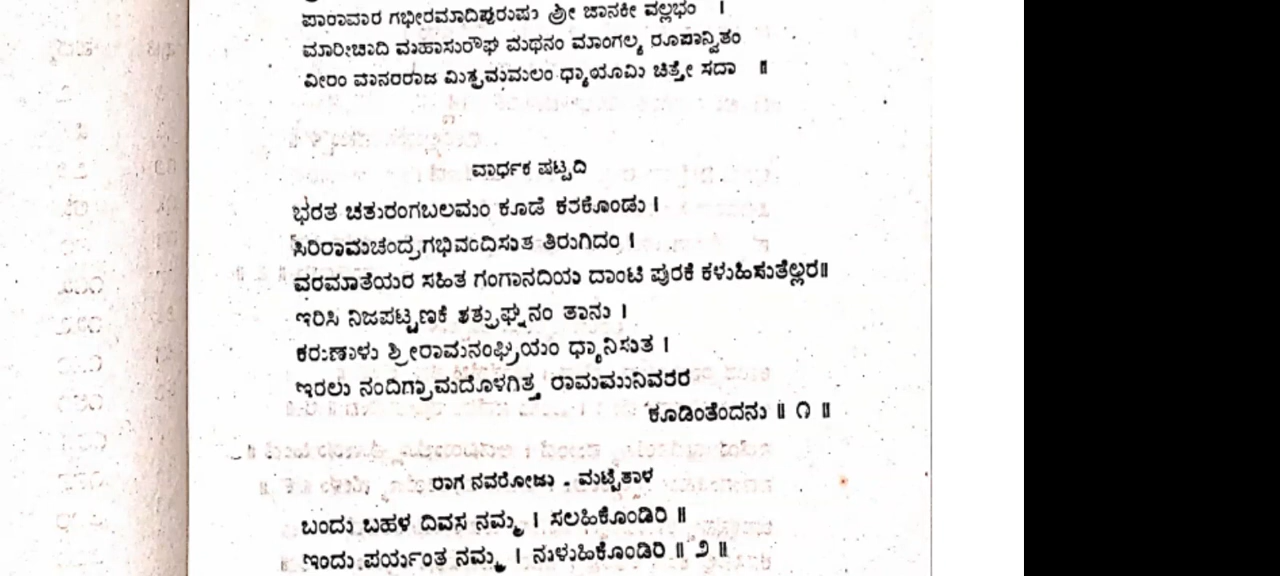 ಪಾರಾವಾರ ಗಭೀರಮಾದಿಪುರುಷಂ ಶ್ರೀ ಜಾನಕೀ ವಲ್ಲಭಂ ।
ಮಾರೀಚಾದಿ ಮಹಾಸುರೌಘ ಮಥನಂ ಮಾಂಗಲ್ಯ ರೂಪಾನ್ವಿತಂ
ವೀರಂ ವಾನರರಾಜ ಮಿತ್ರಮಮಲಂ ಧ್ಯಾಯಾಮಿ ಚಿತ್ತೇ ಸದಾ ॥
ವಾರ್ಧಕ ಷಟ್ಪದಿ
ಭರತ ಚತುರಂಗಬಲಮಂ ಕೂಡೆ ಕರಕೊಂಡು ।
ಸಿರಿರಾಮಚಂದ್ರಗಭಿವಂದಿಸುತ ತಿರುಗಿದಂ ।
ವರಮಾತೆಯರ ಸಹಿತ ಗಂಗಾನದಿಯ ದಾಂಟಿ ಪುರಕೆ ಕಳುಹಿಸುತೆಲ್ಲರ॥
ಇರಿಸಿ ನಿಜಪಟ್ಟಣಕೆ ಶತ್ರುಘ್ನನಂ ತಾನು ।
ಕರುಣಾಳು ಶ್ರೀರಾಮನಂಘ್ರಿಯಂ ಧ್ಯಾನಿಸುತ ।
ಇರಲು ನಂದಿಗ್ರಾಮದೊಳಗಿತ್ತ ರಾಮಮುನಿವರರ
ಕೂಡಿಂತೆಂದನು ॥ ೧ ॥
ರಾಗ ನವರೋಜು - ಮಟ್ಟೆತಾಳ
ಬಂದು ಬಹಳ ದಿವಸ ನಮ್ಮ । ಸಲಹಿಕೊಂಡಿರಿ ॥
ಇಂದು ಪರ್ಯಂತ ನಮ್ಮ । ನುಳುಹಿಕೊಂಡಿರಿ ॥ ೨ ॥